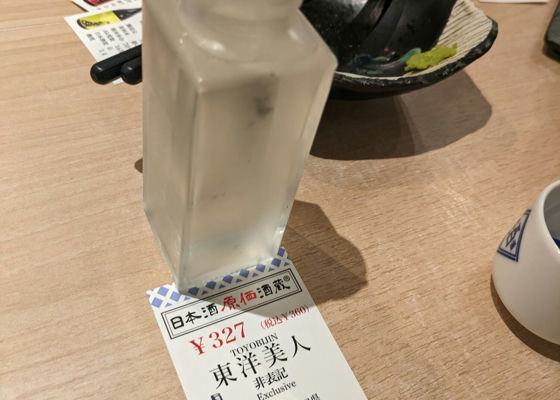 日本酒原価酒蔵®
¥327 (税込¥360)
TOYOBIJIN
東洋美人
非表記
Exclusive